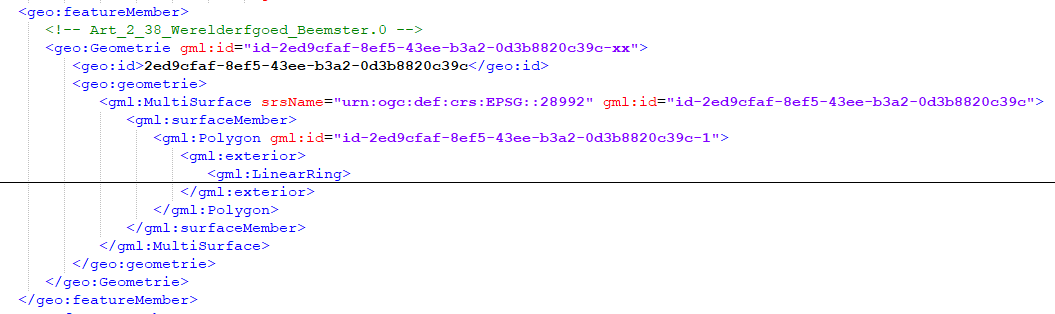 <geo:featureMember>
<!-- Art_2_38_Werelderfgoed_Beemster.0 -->
<geo:Geometrie gml:id="id-2ed9cfaf-8ef5-43ee-b3a2-0d3b8820c39c-xx">
<geo:id>2ed9cfaf-8ef5-43ee-b3a2-0d3b8820c39c</geo:id>
<geo:geometrie>
<gml:MultiSurface srsName="urn:ogc:def:crs:EPSG::28992" gml:id="id-2ed9cfaf-8ef5-43ee-b3a2-0d3b8820c39c">
<gml:surfaceMember>
<gml:Polygon gml:id="id-2ed9cfaf-8ef5-43ee-b3a2-0d3b8820c39c-1">
<gml:exterior>
<gml:LinearRing>
</gml:exterior>
</gml:Polygon>
</gml:surfaceMember>
</gml:MultiSurface>
</geo:geometrie>
</geo:Geometrie>
</geo:featureMember>